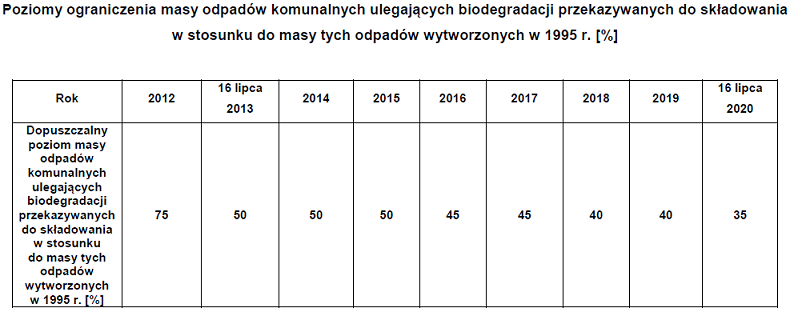 Poziomy ograniczenia masy odpadów komunalnych ulegających biodegradacji przekazywanych do składowania
w stosunku do masy tych odpadów wytworzonych w 1995 r. [%]
Rok 2012 16 lipca 2013 2014 2015 2016 2017 2018 2019 16 lipca 2020
Dopuszczalny
poziom masy
odpadów
komunalnych
ulegających
biodegradacji
przekazywanych
do składowania
w stosunku
do masy tych
odpadów
wytworzonych
w 1995 r. [%]
75 50 50 50 45 45 40 40 35